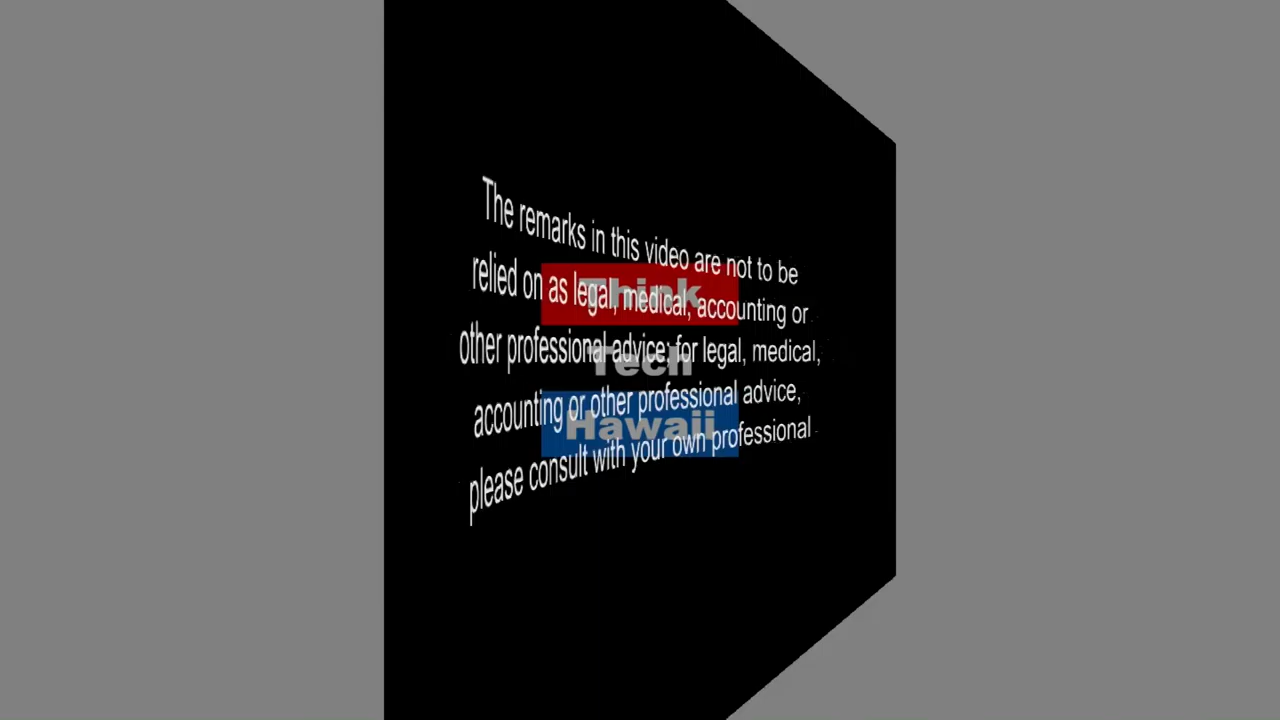 The remarks in this video are not to be
relied on as legal, medical, accounting or
other professional advice; for legal, medical,
accounting or other professional advice,
please consult with your own professional
Think
Tech
Hawaii